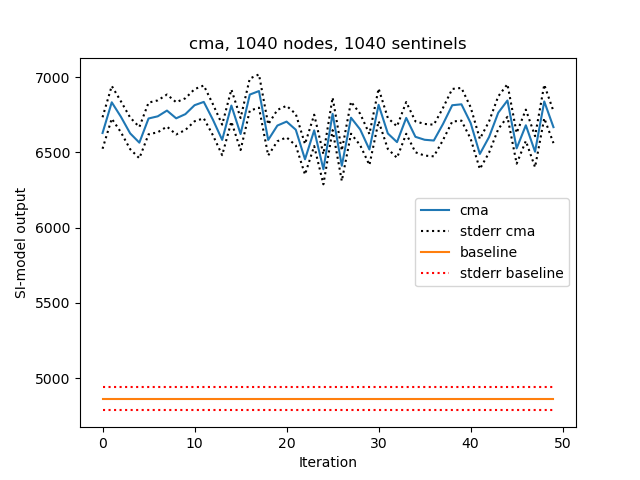 cma, 1040 nodes, 1040 sentinels
7000
6500
6000
5500
5000
SI-model output
cma
stderr cma
baseline
stderr baseline
0 10 20 30 40 50
Iteration